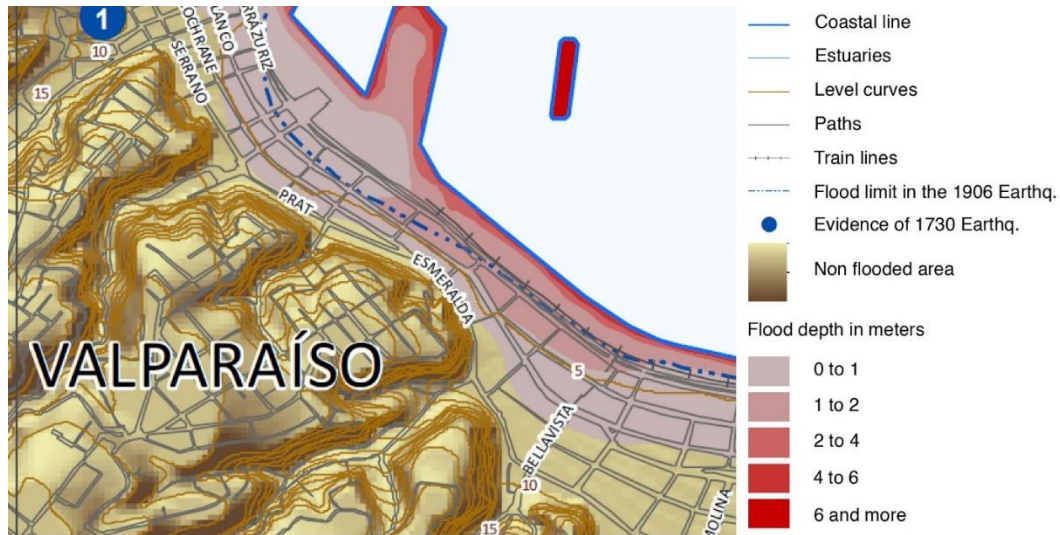 1
10
15
COCHRANE
BLANCO
ERRÁZURIZ
SERRANO
PRAT
ESMERALDA
VALPARAÍSO
5
BELLAVISTA
10
15
MOLINA
Coastal line
Estuaries
Level curves
Paths
Train lines
Flood limit in the 1906 Earthq.
Evidence of 1730 Earthq.
Non flooded area
Flood depth in meters
0 to 1
1 to 2
2 to 4
4 to 6
6 and more